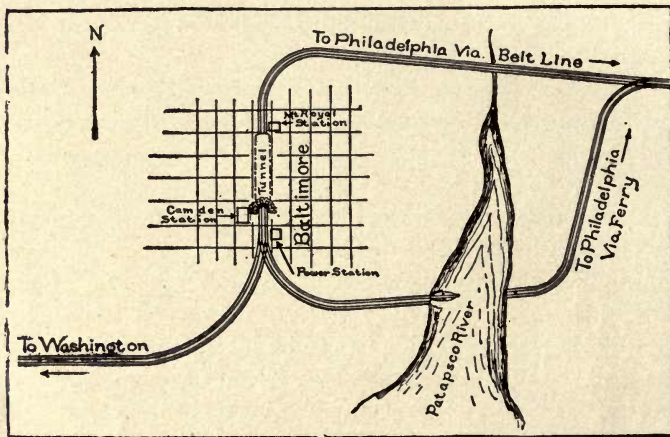 N
To Philadelphia Via. Belt Line
Mt Royal
Station
Tunnel
Baltimore
Camden
Station
Power Station
To Washington
To Philadelphia
Via Ferry
Patapsco River